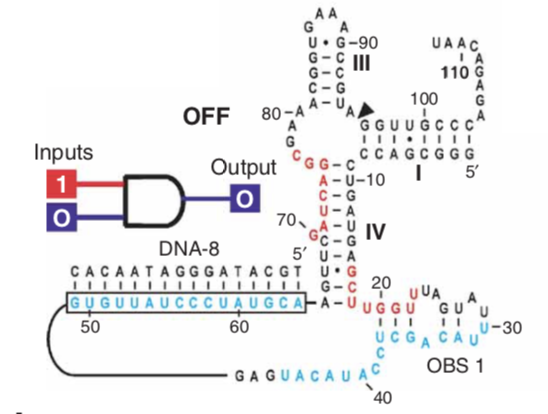 A A
G A
U • G -90
G C
G C III
C G
A U
80 A A
A
G
C G G
OFF
U A A C
110
A
G
A
G
A
100
G G U U G C C C
C C A G C G G G
I 5'
Inputs
1
O
Output
O
C
U -10
G
A
U
G
A
G C U
IV
A
C
U
A
70 G
C
U
U
G
A
5'
DNA-8
C A C A A T A G G G A T A C G T
G U G U U A U C C C U A U G C A
50 60
20
U G G U U A G U A U
U -30
U A C A G C
OBS 1
U
C
C
40
G A G U A C A U A